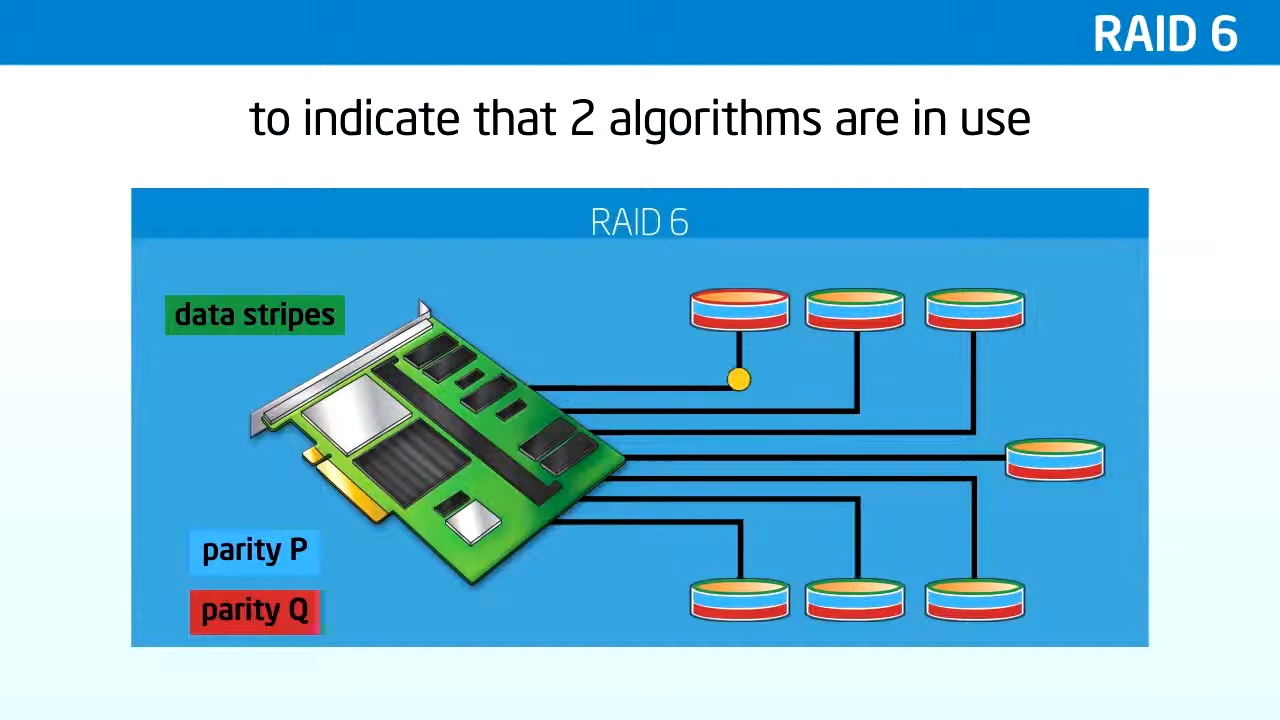 RAID 6
to indicate that 2 algorithms are in use
RAID 6
data stripes
parity P
parity Q